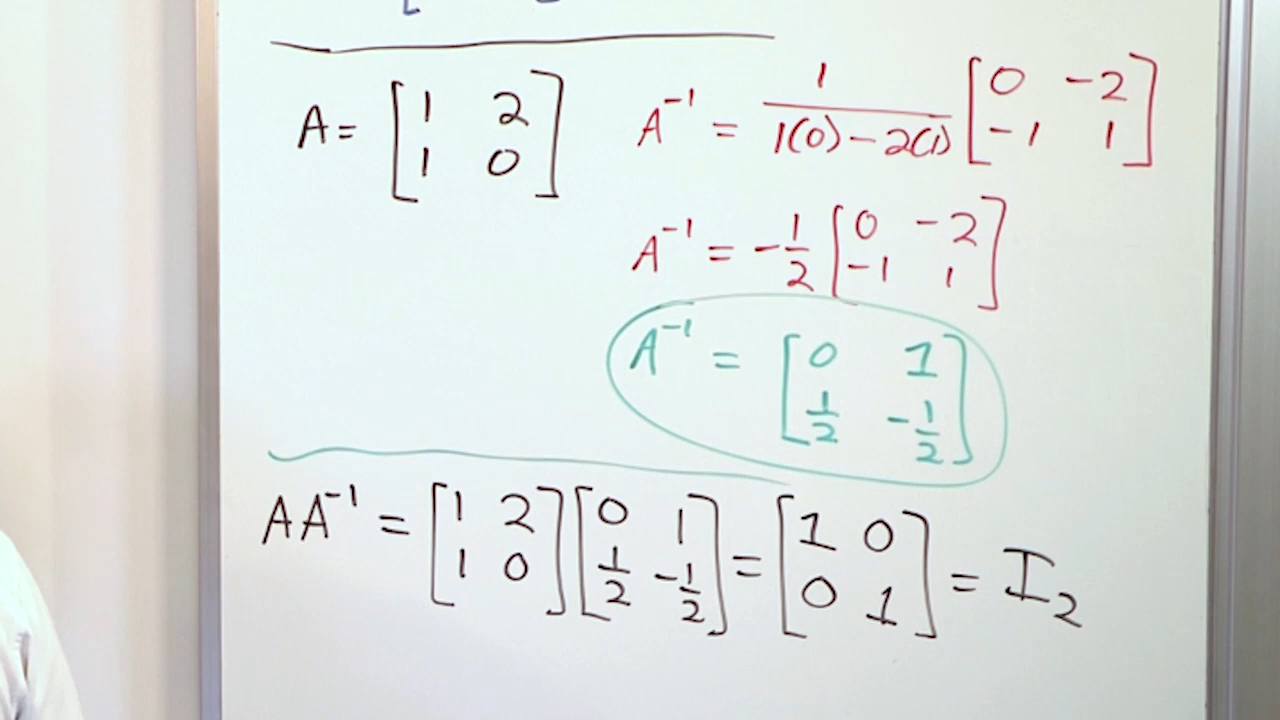 A = [1 2; 1 0]
A⁻¹ = 1/(1(0) - 2(1)) [0 -2; -1 1]
A⁻¹ = -1/2 [0 -2; -1 1]
A⁻¹ = [0 1; 1/2 -1/2]
AA⁻¹ = [1 2; 1 0] [0 1; 1/2 -1/2] = [1 0; 0 1] = I₂